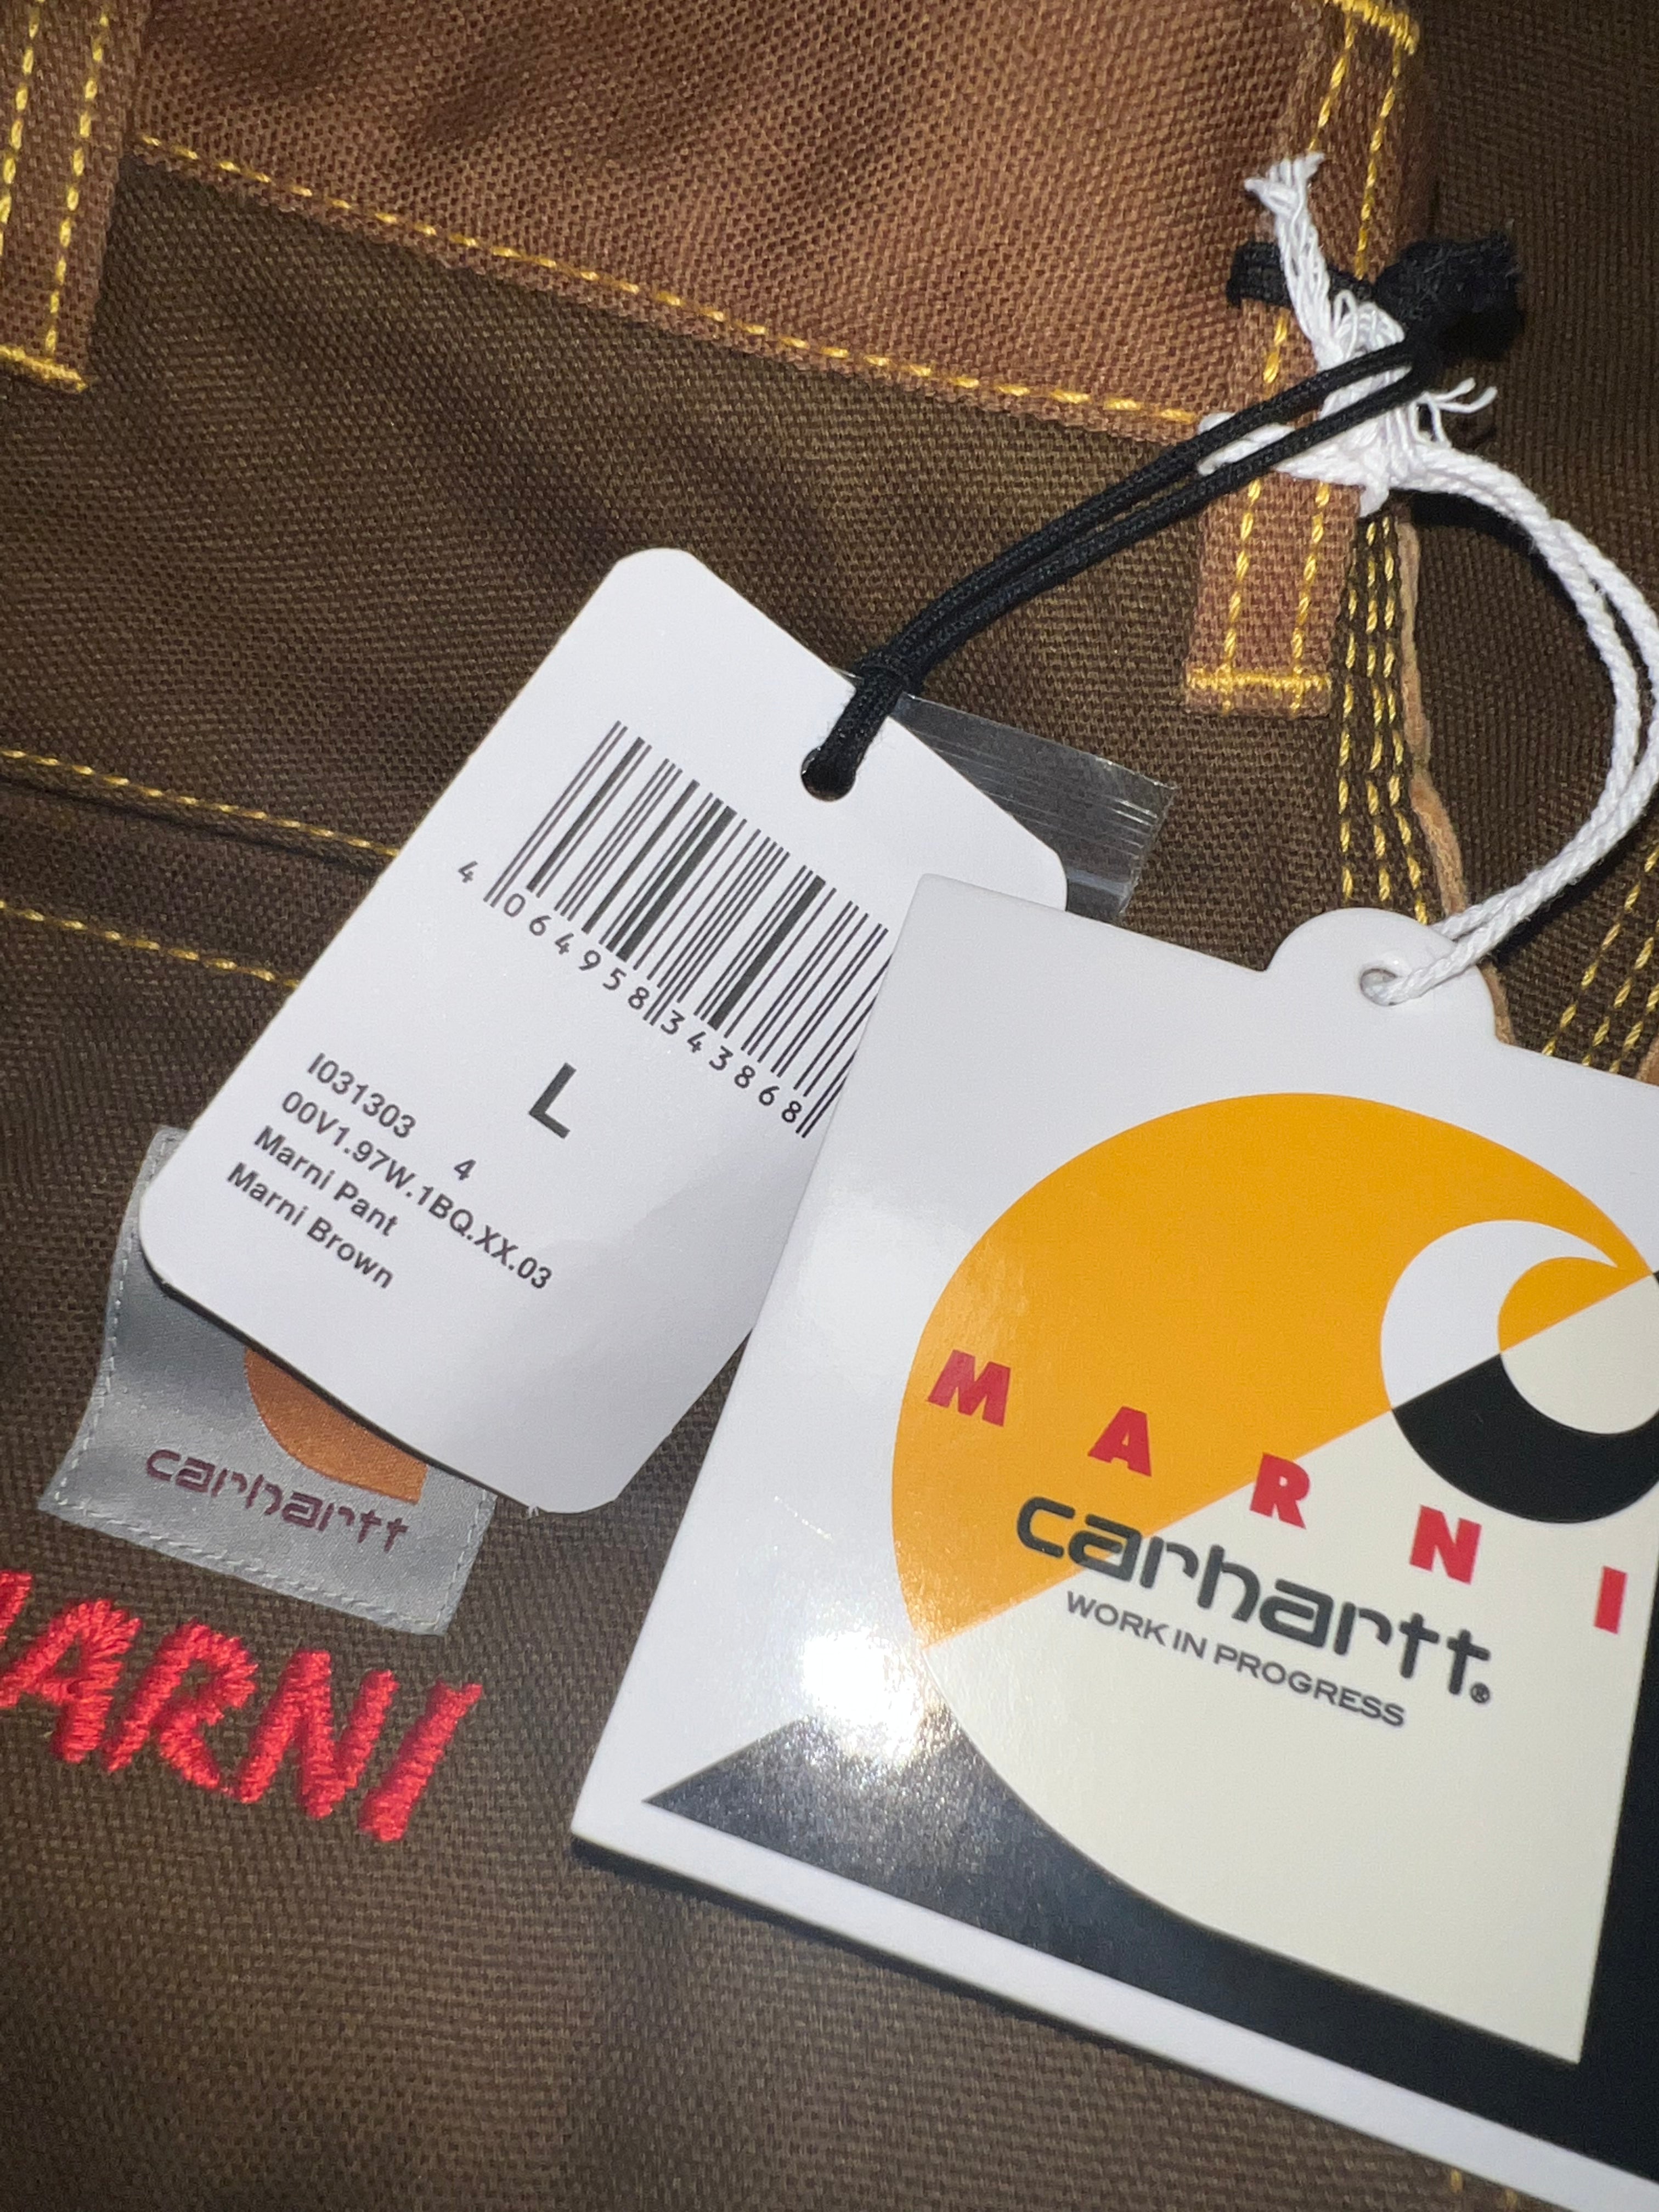 4 064958 343868
L
I031303
4
00V1.97W.1BQ.XX.03
Marni Pant
Marni Brown
carhartt
ARNI
MARNI
carhartt®
WORK IN PROGRESS